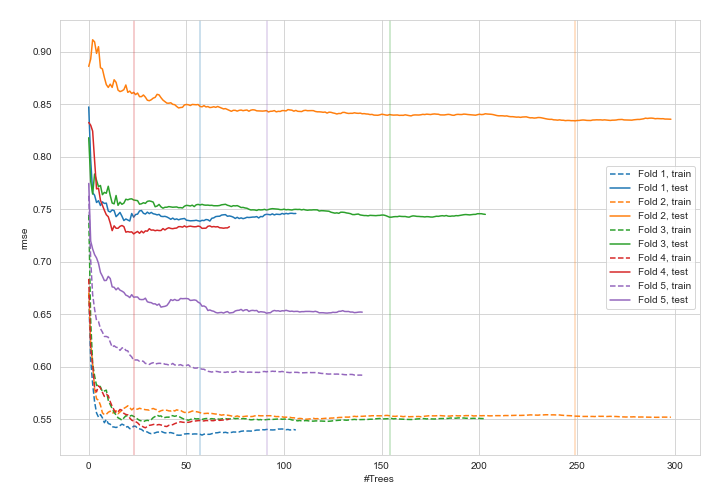 0.90
0.85
0.80
0.75
0.70
0.65
0.60
0.55
rmse
0 50 100 150 200 250 300
#Trees
Fold 1, train
Fold 1, test
Fold 2, train
Fold 2, test
Fold 3, train
Fold 3, test
Fold 4, train
Fold 4, test
Fold 5, train
Fold 5, test